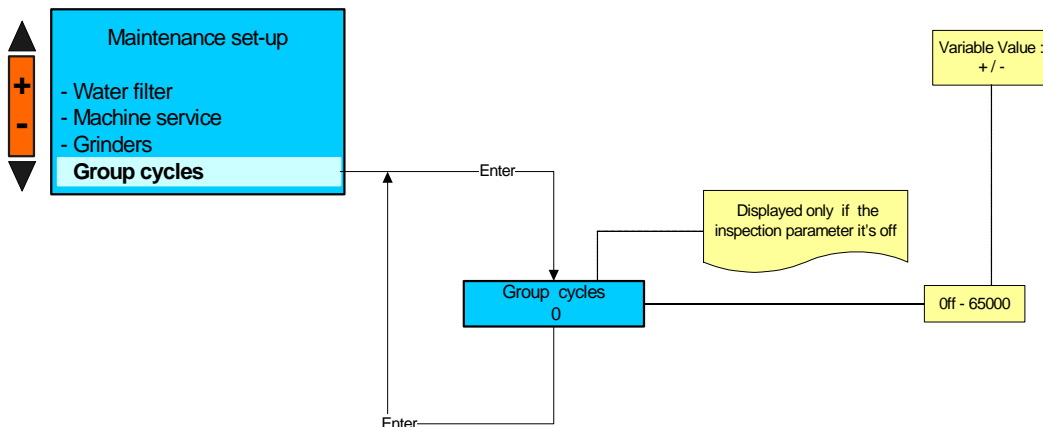 Maintenance set-up
+
-
- Water filter
- Machine service
- Grinders
Group cycles
Enter
Variable Value :
+ / -
Displayed only if the
inspection parameter it's off
Group cycles
0
0ff - 65000
Enter